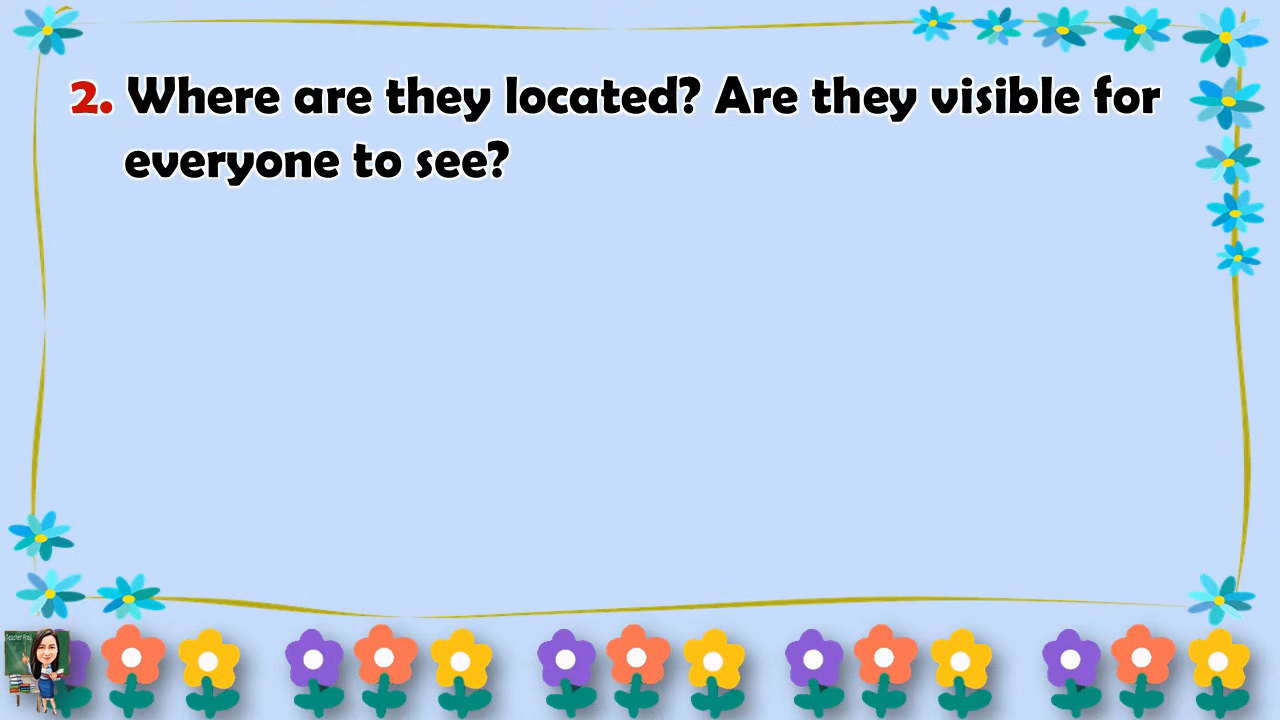 2. Where are they located? Are they visible for
everyone to see?